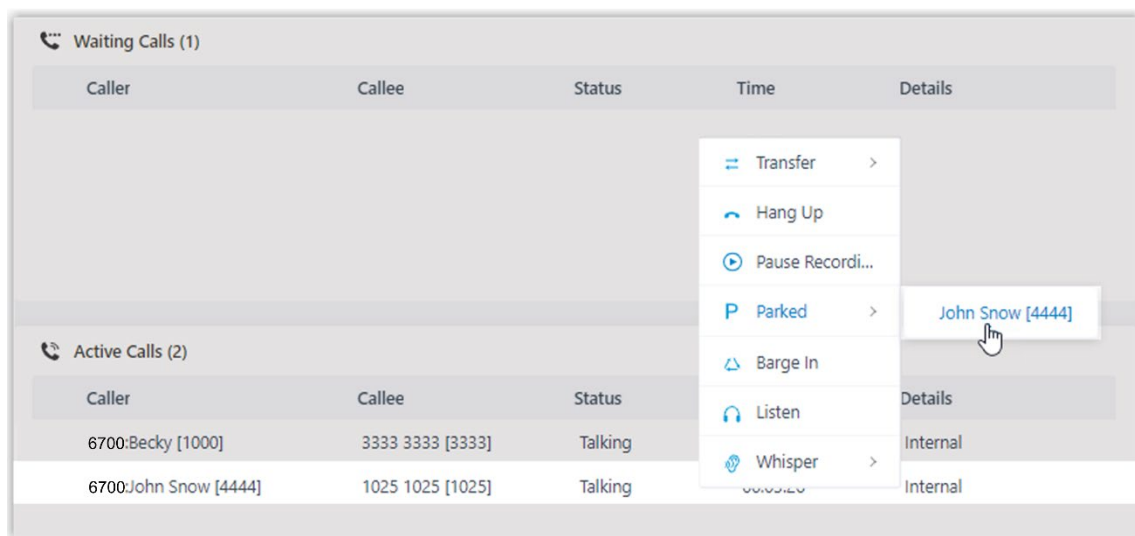 Waiting Calls (1)
Caller Callee Status Time Details
Transfer
Hang Up
Pause Recordi...
Parked John Snow [4444]
Active Calls (2)
Barge In
Caller Callee Status Details
Listen
6700:Becky [1000] 3333 3333 [3333] Talking Internal
Whisper
6700:John Snow [4444] 1025 1025 [1025] Talking Internal